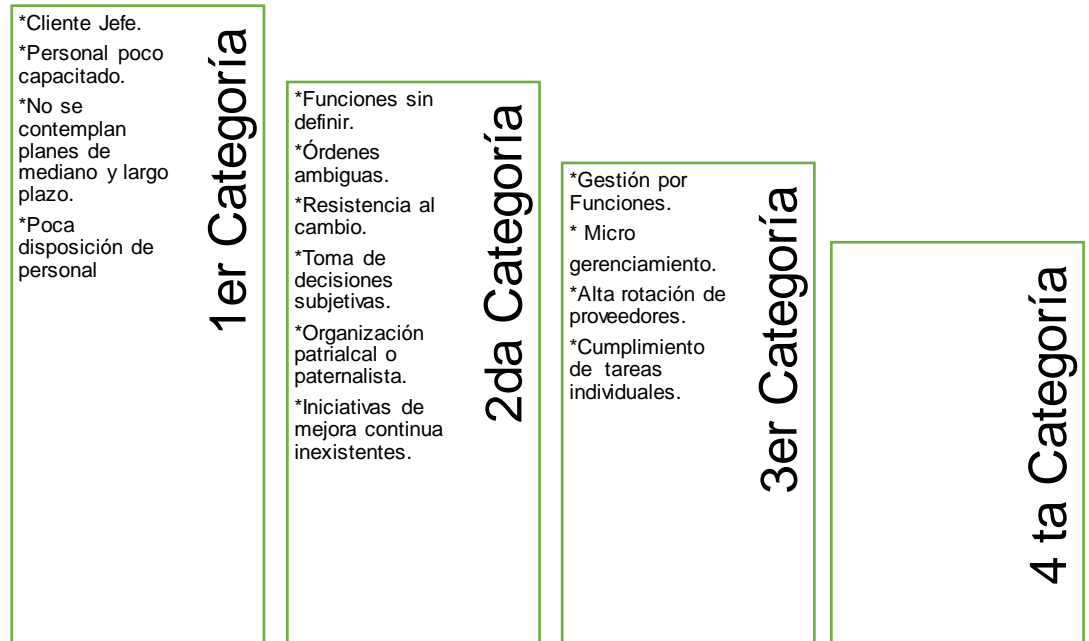 *Cliente Jefe.
*Personal poco
capacitado.
*No se
contemplan
planes de
mediano y largo
plazo.
*Poca
disposición de
personal
1er Categoría
*Funciones sin
definir.
*Órdenes
ambiguas.
*Resistencia al
cambio.
*Toma de
decisiones
subjetivas.
*Organización
patrialcal o
paternalista.
*Iniciativas de
mejora continua
inexistentes.
2da Categoría
*Gestión por
Funciones.
* Micro
gerenciamiento.
*Alta rotación de
proveedores.
*Cumplimiento
de tareas
individuales.
3er Categoría
4 ta Categoría